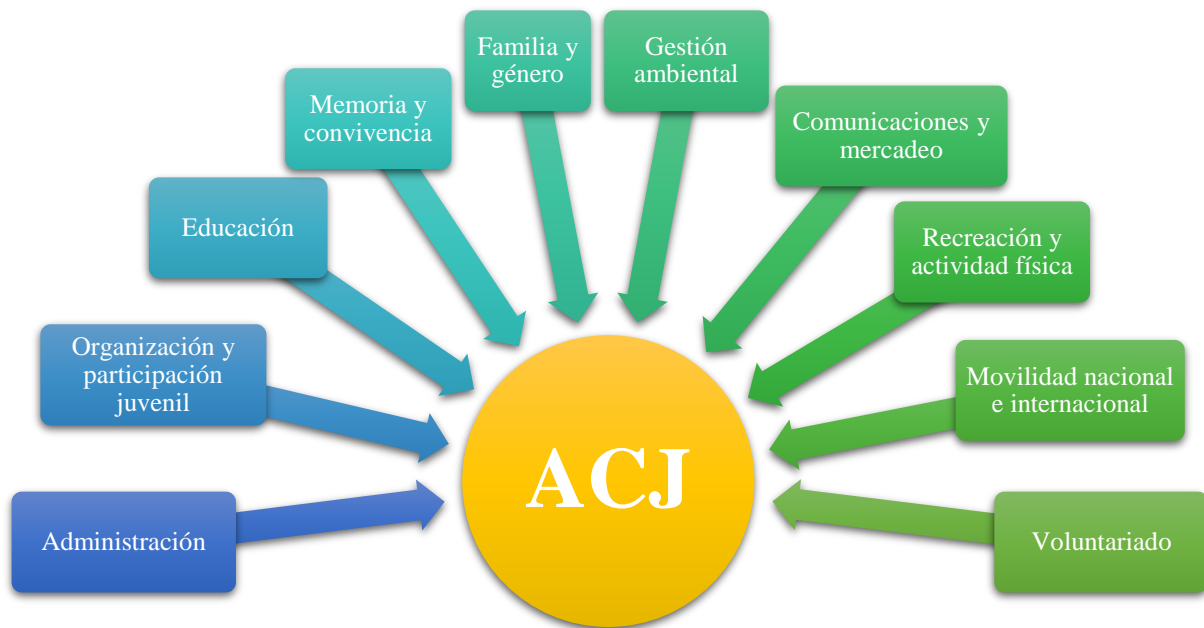 Administración
Organización y
participación
juvenil
Educación
Memoria y
convivencia
Familia y
género
Gestión
ambiental
Comunicaciones y
mercadeo
Recreación y
actividad física
Movilidad nacional
e internacional
Voluntariado
ACJ